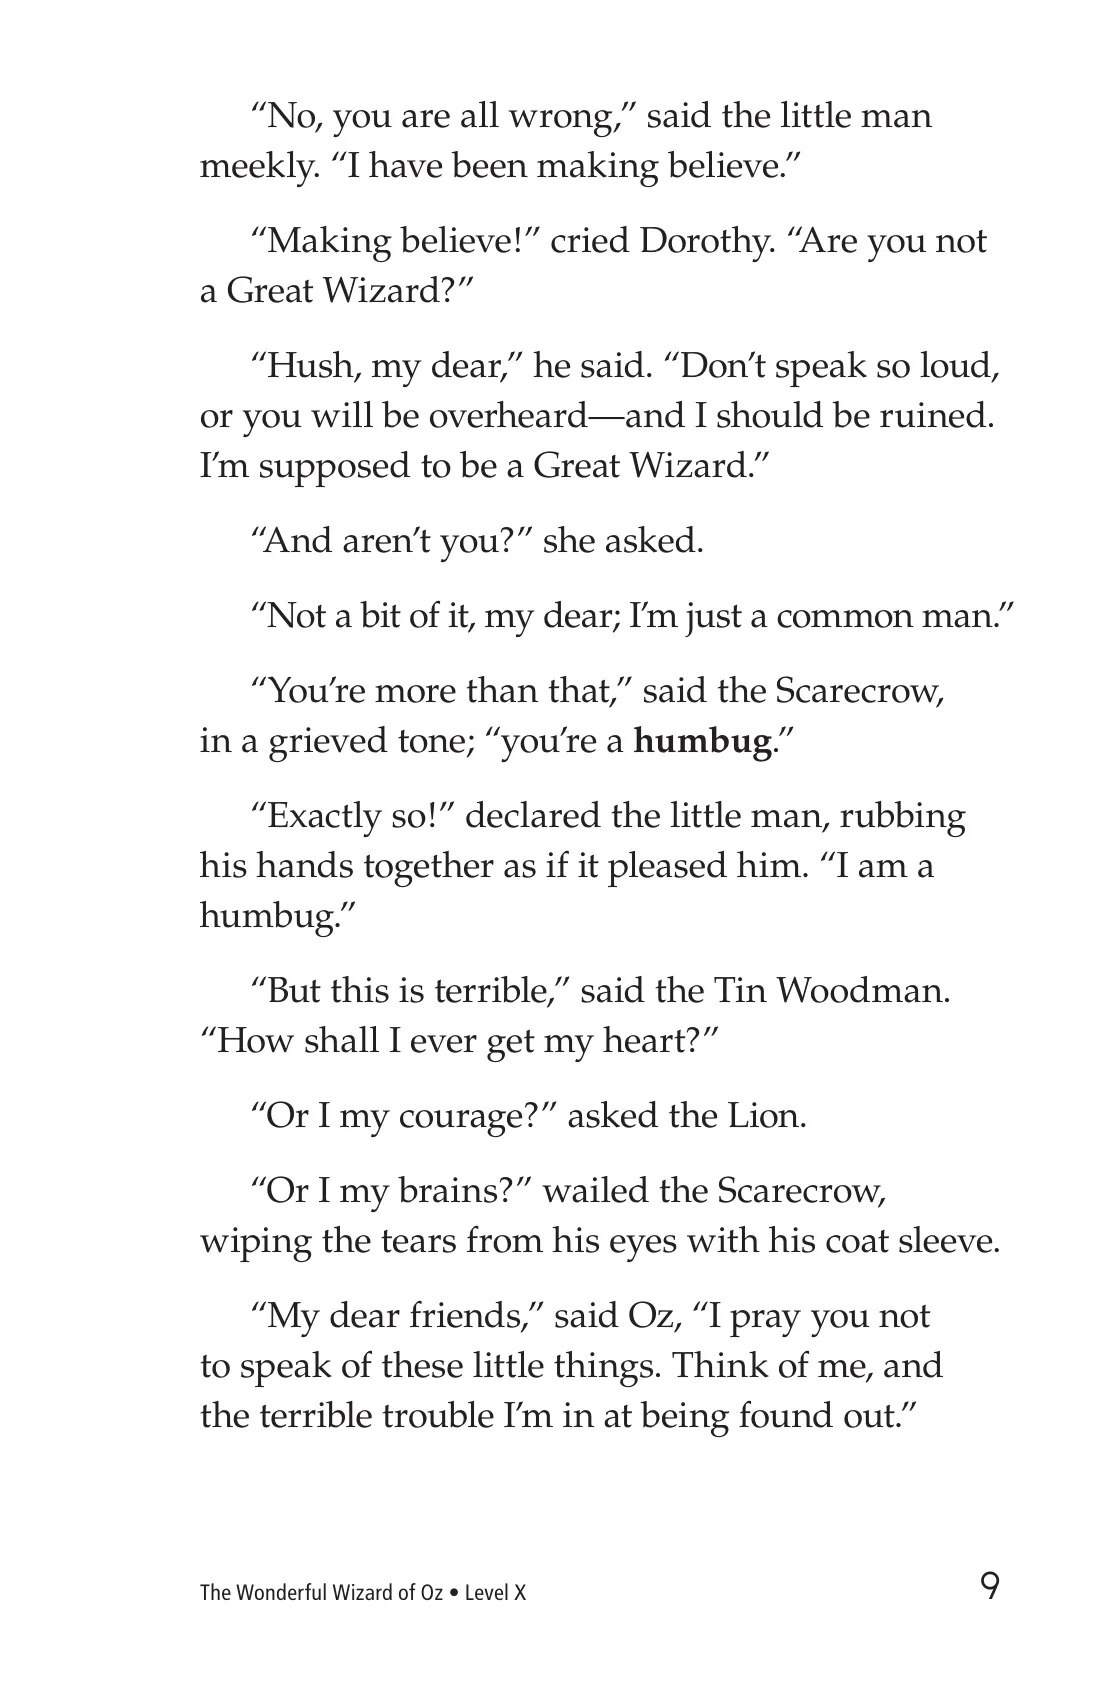 “No, you are all wrong,” said the little man
meekly. “I have been making believe.”
“Making believe!” cried Dorothy. “Are you not
a Great Wizard?”
“Hush, my dear,” he said. “Don’t speak so loud,
or you will be overheard—and I should be ruined.
I’m supposed to be a Great Wizard.”
“And aren’t you?” she asked.
“Not a bit of it, my dear; I’m just a common man.”
“You’re more than that,” said the Scarecrow,
in a grieved tone; “you’re a humbug.”
“Exactly so!” declared the little man, rubbing
his hands together as if it pleased him. “I am a
humbug.”
“But this is terrible,” said the Tin Woodman.
“How shall I ever get my heart?”
“Or I my courage?” asked the Lion.
“Or I my brains?” wailed the Scarecrow,
wiping the tears from his eyes with his coat sleeve.
“My dear friends,” said Oz, “I pray you not
to speak of these little things. Think of me, and
the terrible trouble I’m in at being found out.”
The Wonderful Wizard of Oz • Level X
9